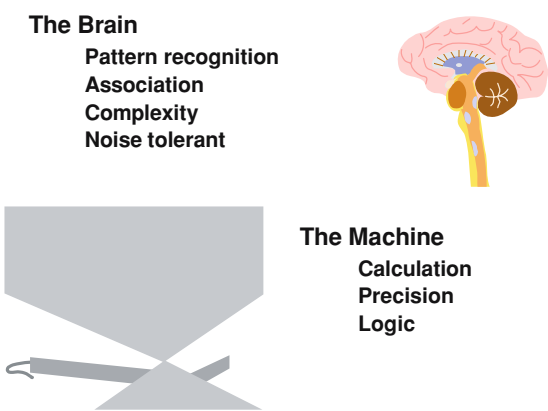 The Brain
Pattern recognition
Association
Complexity
Noise tolerant
The Machine
Calculation
Precision
Logic